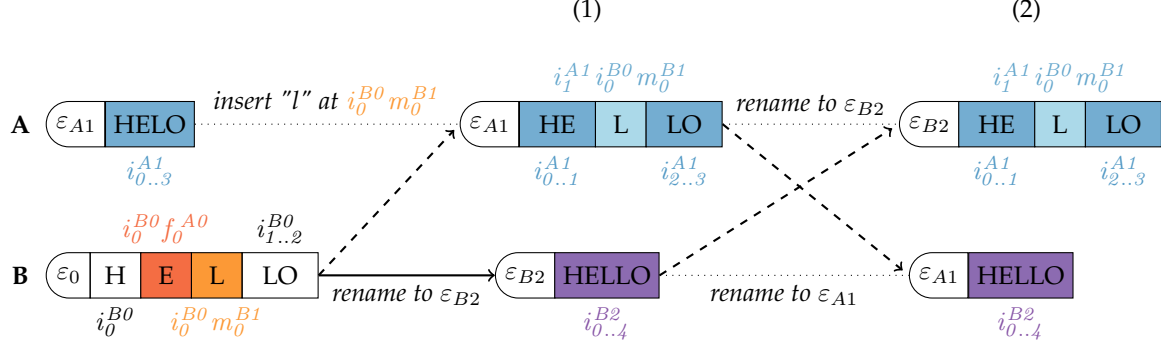 (1) (2)
i_1^{A1} i_0^{B0} m_0^{B1} i_1^{A1} i_0^{B0} m_0^{B1}
A ε_{A1} HELO insert "l" at i_0^{B0} m_0^{B1} ε_{A1} HE L LO rename to ε_{B2} ε_{B2} HE L LO
i_{0..3}^{A1} i_{0..1}^{A1} i_{2..3}^{A1} i_{0..1}^{A1} i_{2..3}^{A1}
i_0^{B0} f_0^{A0} i_{1..2}^{B0}
B ε_0 H E L LO rename to ε_{B2} ε_{B2} HELLO rename to ε_{A1} ε_{A1} HELLO
i_0^{B0} i_0^{B0} m_0^{B1} i_{0..4}^{B2} i_{0..4}^{B2}